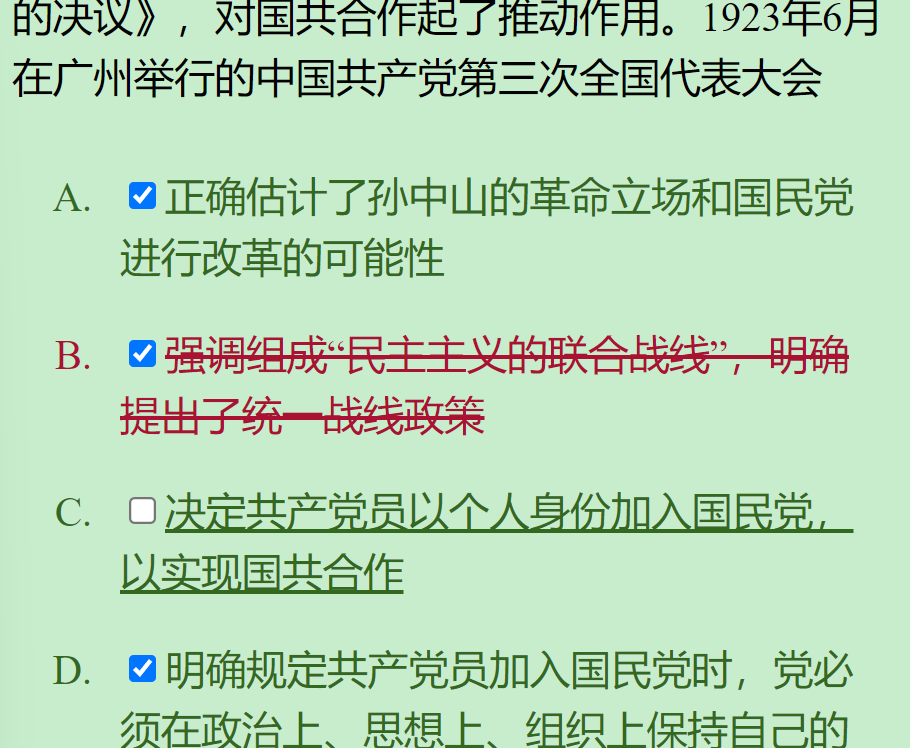 的决议》，对国共合作起了推动作用。1923年6月
在广州举行的中国共产党第三次全国代表大会
A. 正确估计了孙中山的革命立场和国民党
进行改革的可能性
B. 强调组成“民主主义的联合战线”，明确
提出了统一战线政策
C. 决定共产党员以个人身份加入国民党，
以实现国共合作
D. 明确规定共产党员加入国民党时，党必
须在政治上、思想上、组织上保持自己的